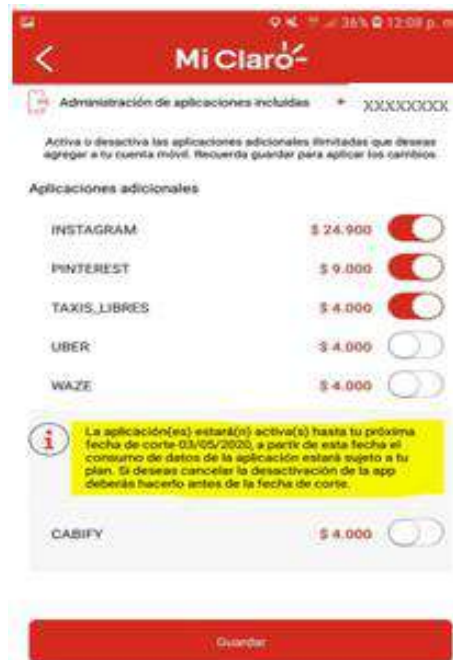 36% 12:09 p. m
Mi Claro
Administración de aplicaciones incluidas * XXXXXXXX
Activa o desactiva las aplicaciones adicionales ilimitadas que deseas
agregar a tu cuenta móvil. Recuerda guardar para aplicar los cambios.
Aplicaciones adicionales
INSTAGRAM $ 24.900
PINTEREST $ 9.000
TAXIS_LIBRES $ 4.000
UBER $ 4.000
WAZE $ 4.000
La aplicación(es) estará(n) activa(s) hasta tu próxima
fecha de corte 03/05/2020, a partir de esta fecha el
consumo de datos de la aplicación estará sujeto a tu
plan. Si deseas cancelar la desactivación de la app
deberás hacerlo antes de la fecha de corte.
CABIFY $ 4.000
Guardar